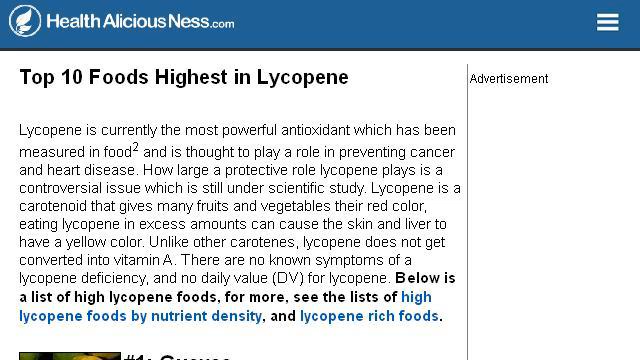 Health Alicious Ness.com
Top 10 Foods Highest in Lycopene
Advertisement
Lycopene is currently the most powerful antioxidant which has been
measured in food2 and is thought to play a role in preventing cancer
and heart disease. How large a protective role lycopene plays is a
controversial issue which is still under scientific study. Lycopene is a
carotenoid that gives many fruits and vegetables their red color,
eating lycopene in excess amounts can cause the skin and liver to
have a yellow color. Unlike other carotenes, lycopene does not get
converted into vitamin A. There are no known symptoms of a
lycopene deficiency, and no daily value (DV) for lycopene. Below is
a list of high lycopene foods, for more, see the lists of high
lycopene foods by nutrient density, and lycopene rich foods.
#1: Guavas